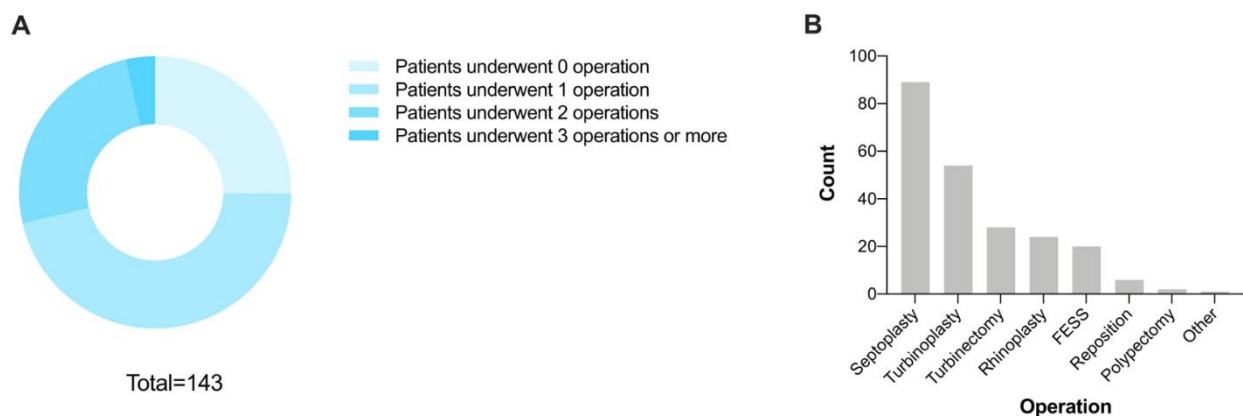 A
Patients underwent 0 operation
Patients underwent 1 operation
Patients underwent 2 operations
Patients underwent 3 operations or more
Total=143
B
100
80
60
40
20
0
Count
Septoplasty
Turbinoplasty
Turbinectomy
Rhinoplasty
FESS
Reposition
Polypectomy
Other
Operation